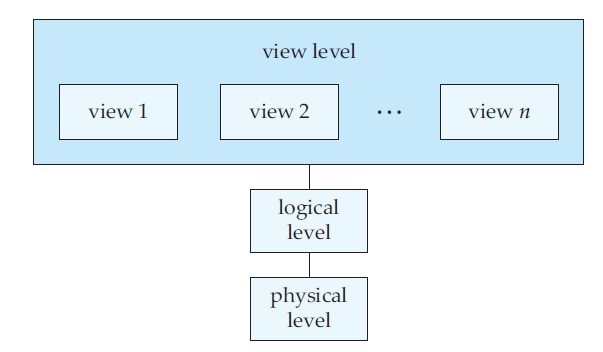 view level
view 1
view 2
...
view n
logical
level
physical
level